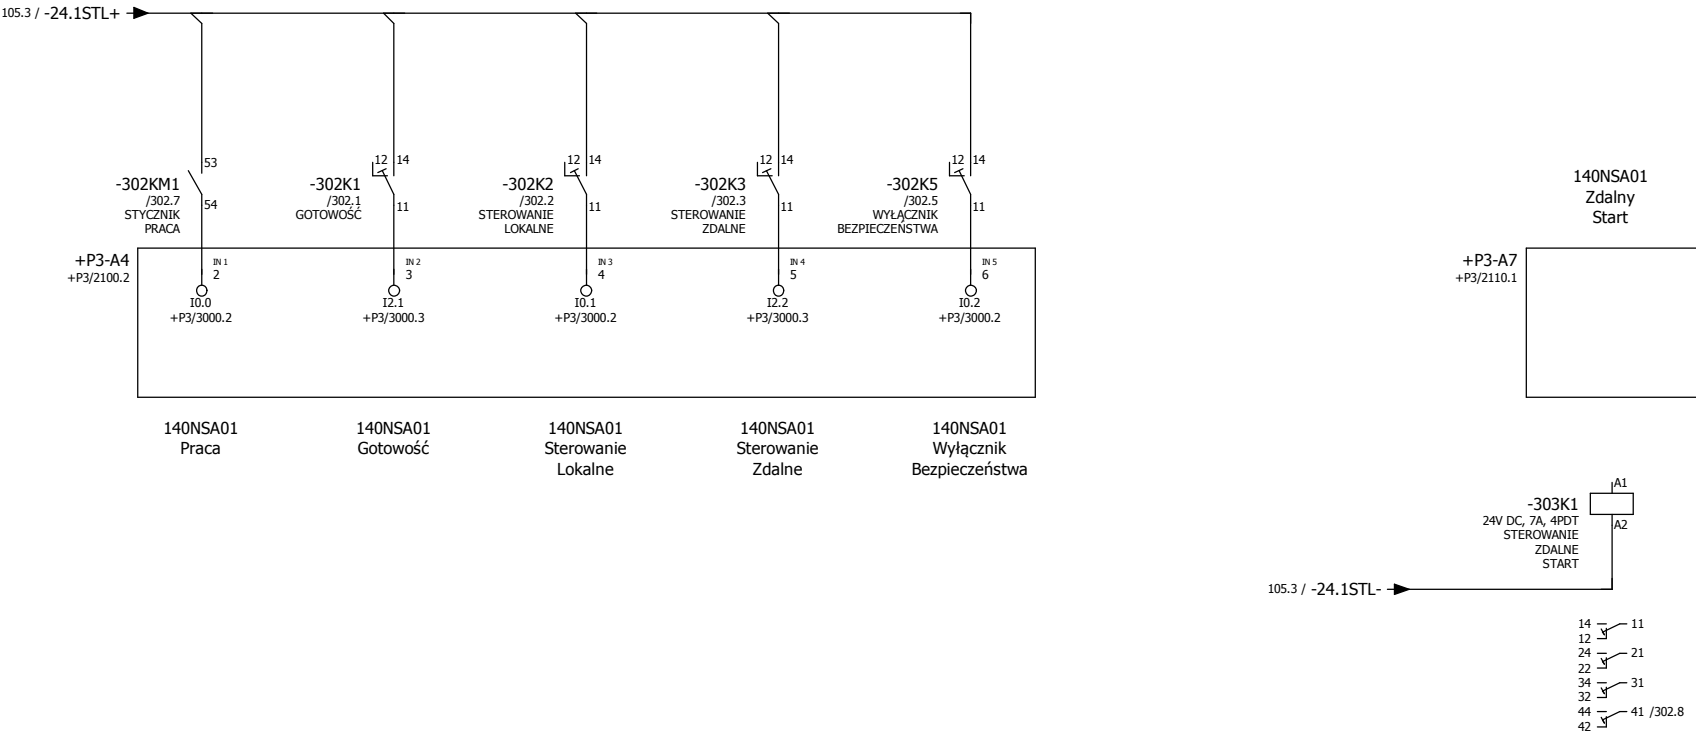 105.3 / -24.1STL+
53
-302KM1
/302.7
STYCZNIK
PRACA
54
12 14
-302K1
/302.1
GOTOWOŚĆ
11
12 14
-302K2
/302.2
STEROWANIE
LOKALNE
11
12 14
-302K3
/302.3
STEROWANIE
ZDALNE
11
12 14
-302K5
/302.5
WYŁĄCZNIK
BEZPIECZEŃSTWA
11
140NSA01
Zdalny
Start
+P3-A4
+P3/2100.2
IN 1
2
I0.0
+P3/3000.2
IN 2
3
I2.1
+P3/3000.3
IN 3
4
I0.1
+P3/3000.2
IN 4
5
I2.2
+P3/3000.3
IN 5
6
I0.2
+P3/3000.2
+P3-A7
+P3/2110.1
140NSA01
Praca
140NSA01
Gotowość
140NSA01
Sterowanie
Lokalne
140NSA01
Sterowanie
Zdalne
140NSA01
Wyłącznik
Bezpieczeństwa
A1
-303K1
24V DC, 7A, 4PDT
STEROWANIE
ZDALNE
START
A2
105.3 / -24.1STL-
14 11
12
24 21
22
34 31
32
44 41 /302.8
42